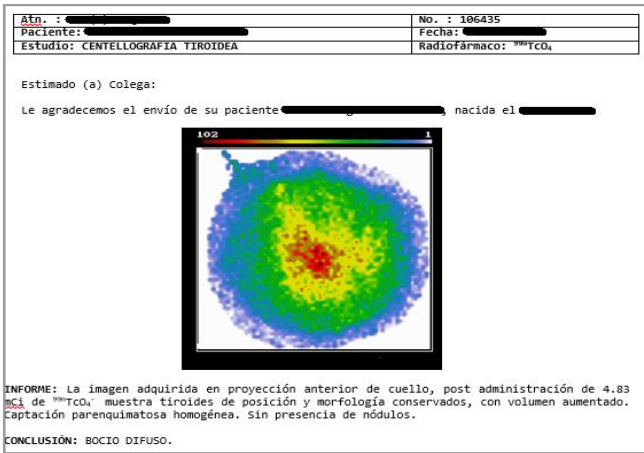 Atn. :
No. : 106435
Paciente:
Fecha:
Estudio: CENTELLOGRAFIA TIROIDEA
Radiofármaco: ⁹⁹ᵐTcO₄
Estimado (a) Colega:
Le agradecemos el envío de su paciente , nacida el
102 1
INFORME: La imagen adquirida en proyección anterior de cuello, post administración de 4.83
mCi de ⁹⁹ᵐTcO₄⁻ muestra tiroides de posición y morfología conservados, con volumen aumentado.
Captación parenquimatosa homogénea. Sin presencia de nódulos.
CONCLUSIÓN: BOCIO DIFUSO.